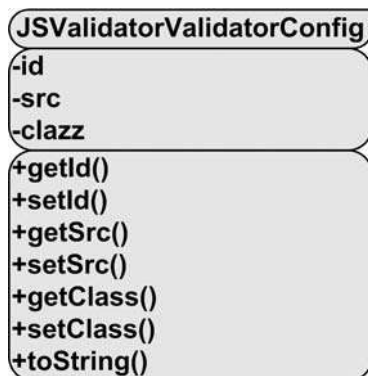 JSValidatorValidatorConfig
-id
-src
-clazz
+getId()
+setId()
+getSrc()
+setSrc()
+getClass()
+setClass()
+toString()